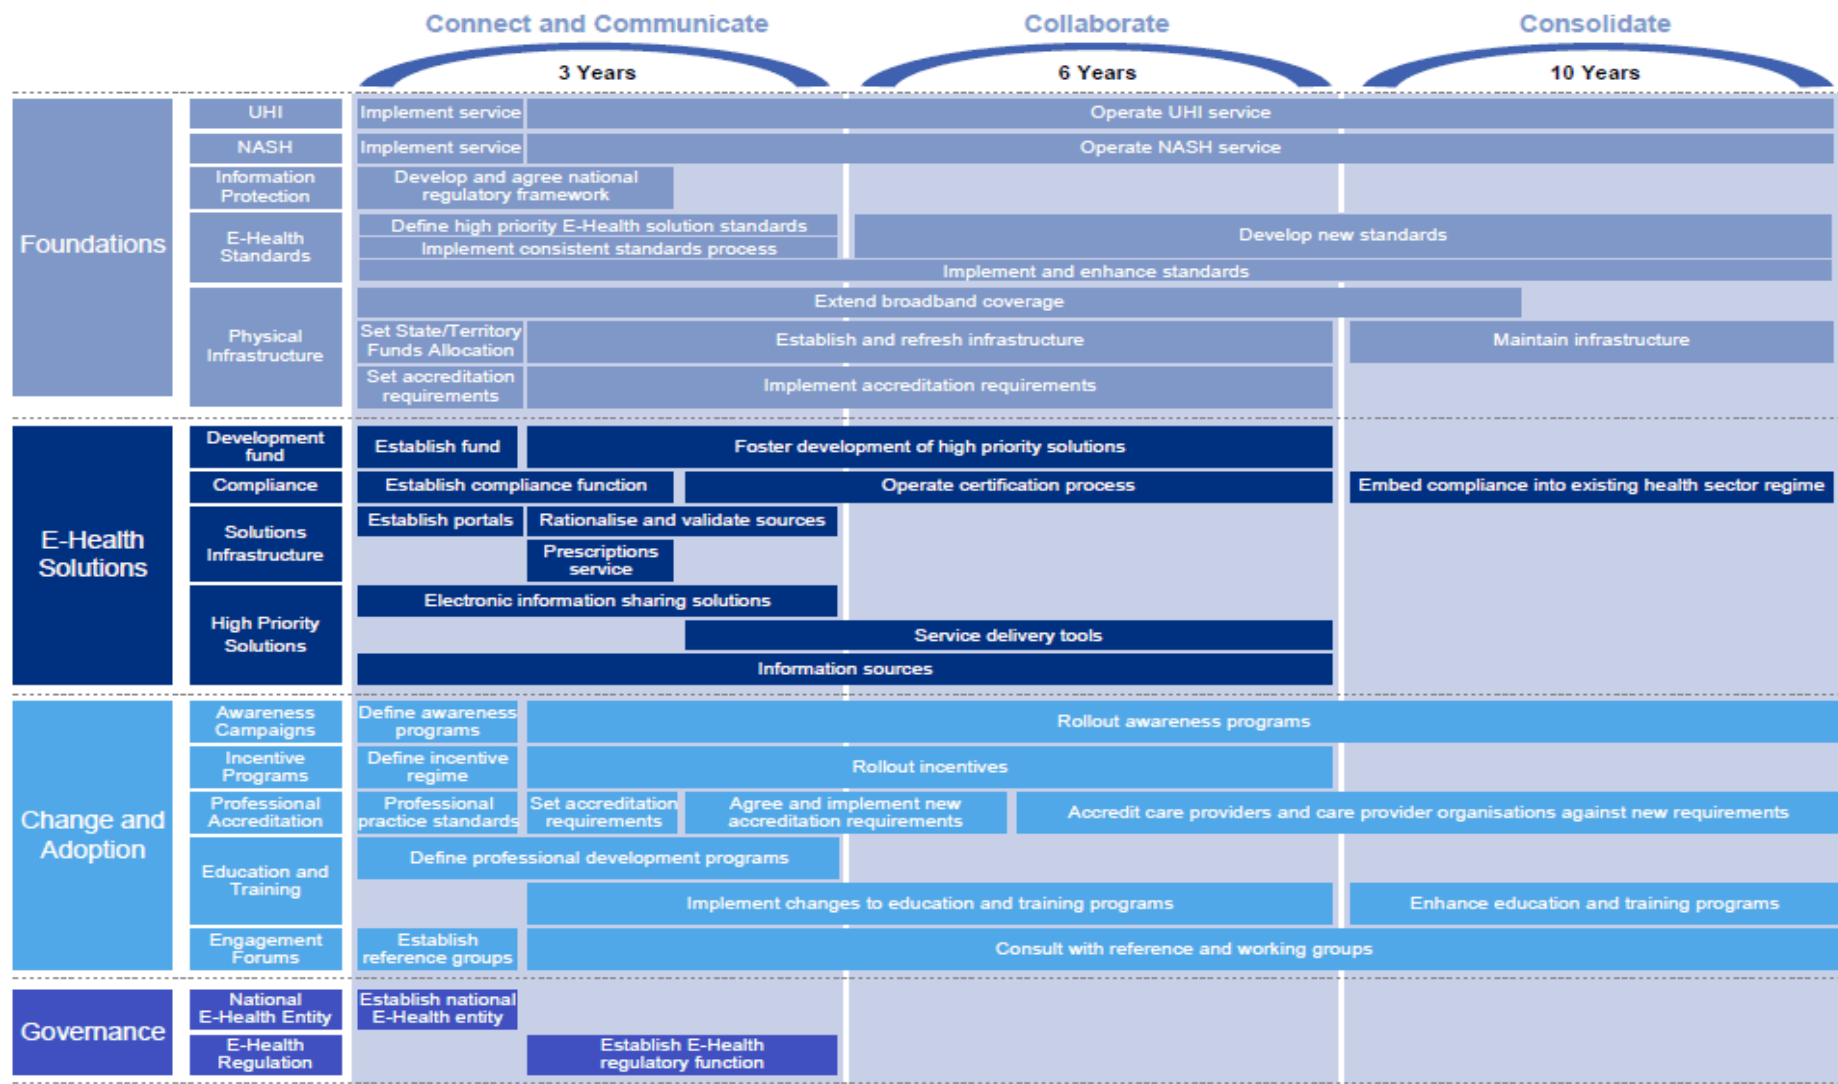 Connect and Communicate
Collaborate
Consolidate
3 Years
6 Years
10 Years
Foundations
UHI
Implement service
Operate UHI service
NASH
Implement service
Operate NASH service
Information
Protection
Develop and agree national
regulatory framework
E-Health
Standards
Define high priority E-Health solution standards
Implement consistent standards process
Develop new standards
Implement and enhance standards
Physical
Infrastructure
Extend broadband coverage
Set State/Territory
Funds Allocation
Establish and refresh infrastructure
Maintain infrastructure
Set accreditation
requirements
Implement accreditation requirements
E-Health
Solutions
Development
fund
Establish fund
Foster development of high priority solutions
Compliance
Establish compliance function
Operate certification process
Embed compliance into existing health sector regime
Solutions
Infrastructure
Establish portals
Rationalise and validate sources
Prescriptions
service
High Priority
Solutions
Electronic information sharing solutions
Service delivery tools
Information sources
Change and
Adoption
Awareness
Campaigns
Define awareness
programs
Rollout awareness programs
Incentive
Programs
Define incentive
regime
Rollout incentives
Professional
Accreditation
Professional
practice standards
Set accreditation
requirements
Agree and implement new
accreditation requirements
Accredit care providers and care provider organisations against new requirements
Education and
Training
Define professional development programs
Implement changes to education and training programs
Enhance education and training programs
Engagement
Forums
Establish
reference groups
Consult with reference and working groups
Governance
National
E-Health Entity
Establish national
E-Health entity
E-Health
Regulation
Establish E-Health
regulatory function